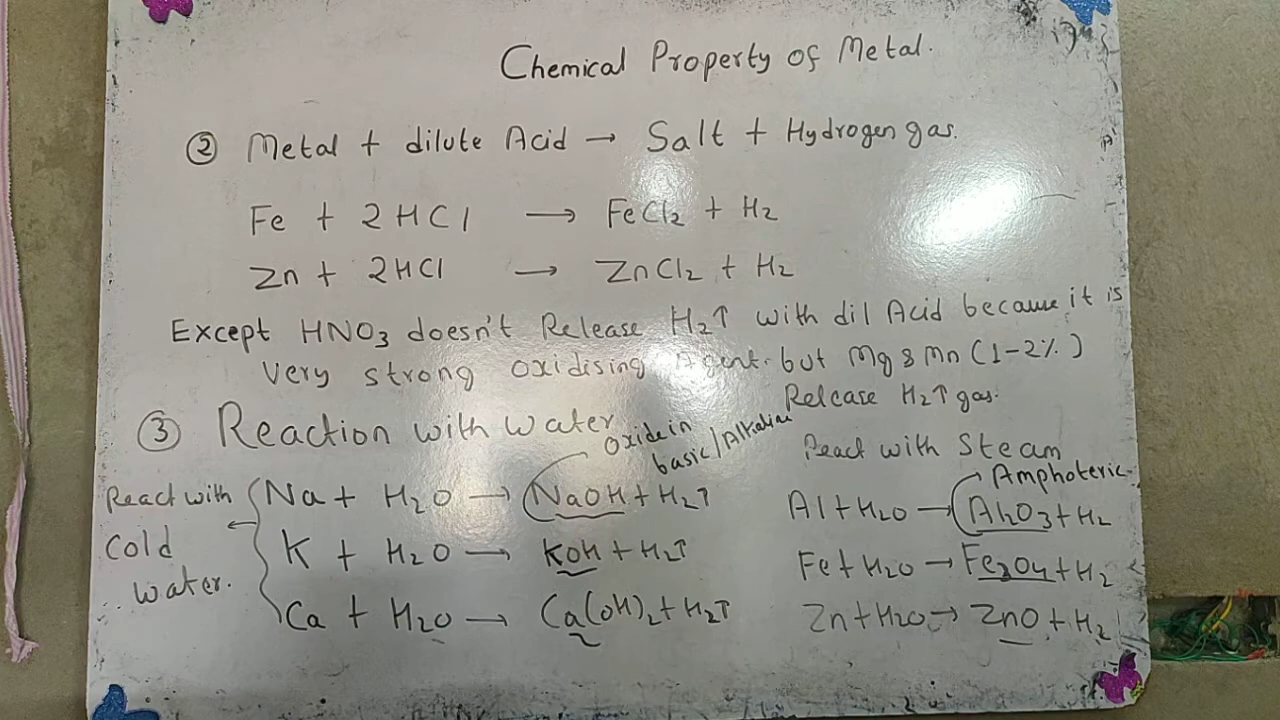 Chemical Property of Metal.
② Metal + dilute Acid → Salt + Hydrogen gas.
Fe + 2HCl → FeCl2 + H2
Zn + 2HCl → ZnCl2 + H2
Except HNO3 doesn't Release H2↑ with dil Acid because it is
very strong oxidising Agent. but Mg & Mn (1-2%)
Release H2↑ gas.
③ Reaction with water
Oxide in
basic/Alkaline
React with
Cold
water.
Na + H2O → NaOH + H2↑
K + H2O → KOH + H2↑
Ca + H2O → Ca(OH)2 + H2↑
React with Steam
Amphoteric
Al + H2O → Al2O3 + H2
Fe + H2O → Fe3O4 + H2
Zn + H2O → ZnO + H2